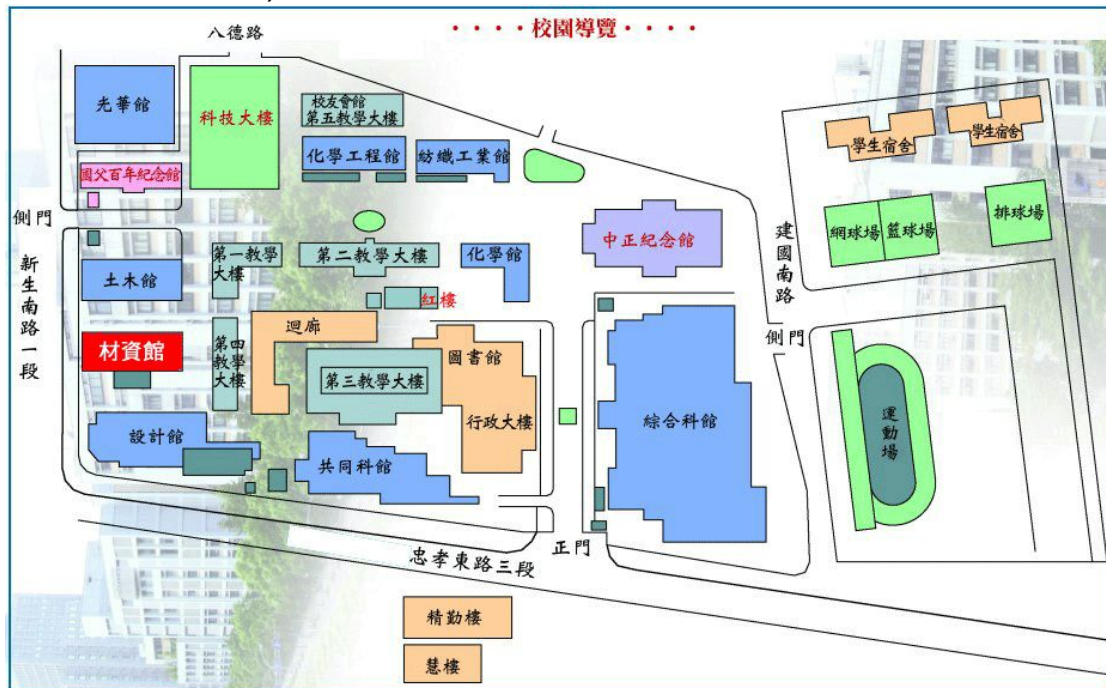 八德路
‧‧‧‧校園導覽‧‧‧‧
光華館
科技大樓
校友會館
第五教學大樓
化學工程館
紡織工業館
學生宿舍
學生宿舍
國父百年紀念館
側門
網球場
籃球場
排球場
中正紀念館
建國南路
新生南路一段
土木館
第一教學
大樓
第二教學大樓
化學館
紅樓
側門
材資館
第四
教學
大樓
迴廊
圖書館
第三教學大樓
行政大樓
綜合科館
運動場
設計館
共同科館
正門
忠孝東路三段
精勤樓
慧樓